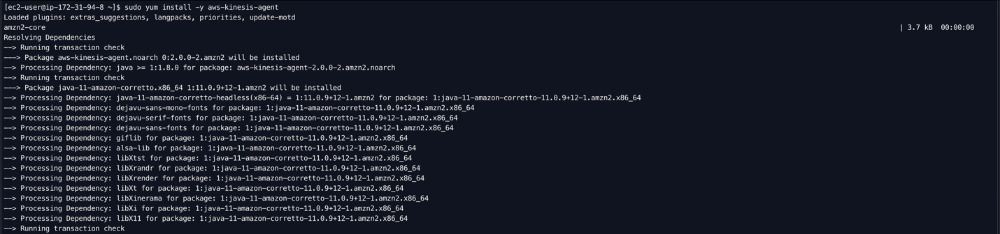 [ec2-user@ip-172-31-94-8 ~]$ sudo yum install -y aws-kinesis-agent
Loaded plugins: extras_suggestions, langpacks, priorities, update-motd
amzn2-core | 3.7 kB 00:00:00
Resolving Dependencies
--> Running transaction check
---> Package aws-kinesis-agent.noarch 0:2.0.0-2.amzn2 will be installed
--> Processing Dependency: java >= 1:1.8.0 for package: aws-kinesis-agent-2.0.0-2.amzn2.noarch
--> Running transaction check
---> Package java-11-amazon-corretto.x86_64 1:11.0.9+12-1.amzn2 will be installed
--> Processing Dependency: java-11-amazon-corretto-headless(x86-64) = 1:11.0.9+12-1.amzn2 for package: 1:java-11-amazon-corretto-11.0.9+12-1.amzn2.x86_64
--> Processing Dependency: dejavu-sans-mono-fonts for package: 1:java-11-amazon-corretto-11.0.9+12-1.amzn2.x86_64
--> Processing Dependency: dejavu-serif-fonts for package: 1:java-11-amazon-corretto-11.0.9+12-1.amzn2.x86_64
--> Processing Dependency: dejavu-sans-fonts for package: 1:java-11-amazon-corretto-11.0.9+12-1.amzn2.x86_64
--> Processing Dependency: giflib for package: 1:java-11-amazon-corretto-11.0.9+12-1.amzn2.x86_64
--> Processing Dependency: alsa-lib for package: 1:java-11-amazon-corretto-11.0.9+12-1.amzn2.x86_64
--> Processing Dependency: libXtst for package: 1:java-11-amazon-corretto-11.0.9+12-1.amzn2.x86_64
--> Processing Dependency: libXrandr for package: 1:java-11-amazon-corretto-11.0.9+12-1.amzn2.x86_64
--> Processing Dependency: libXrender for package: 1:java-11-amazon-corretto-11.0.9+12-1.amzn2.x86_64
--> Processing Dependency: libXt for package: 1:java-11-amazon-corretto-11.0.9+12-1.amzn2.x86_64
--> Processing Dependency: libXinerama for package: 1:java-11-amazon-corretto-11.0.9+12-1.amzn2.x86_64
--> Processing Dependency: libXi for package: 1:java-11-amazon-corretto-11.0.9+12-1.amzn2.x86_64
--> Processing Dependency: libX11 for package: 1:java-11-amazon-corretto-11.0.9+12-1.amzn2.x86_64
--> Running transaction check